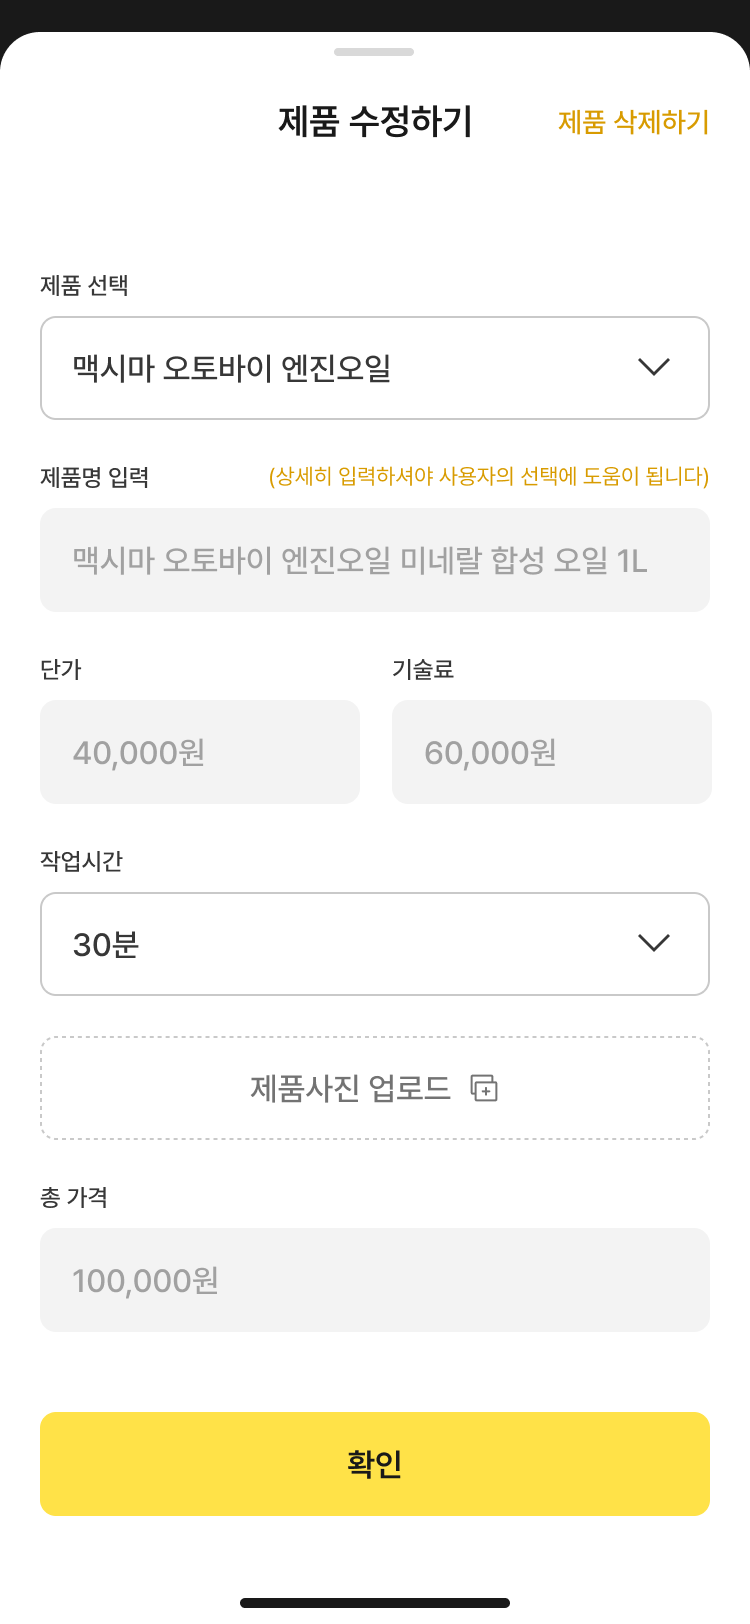 제품 수정하기
제품 삭제하기
제품 선택
맥시마 오토바이 엔진오일
제품명 입력
(상세히 입력하셔야 사용자의 선택에 도움이 됩니다)
맥시마 오토바이 엔진오일 미네랄 합성 오일 1L
단가
기술료
40,000원
60,000원
작업시간
30분
제품사진 업로드
총 가격
100,000원
확인